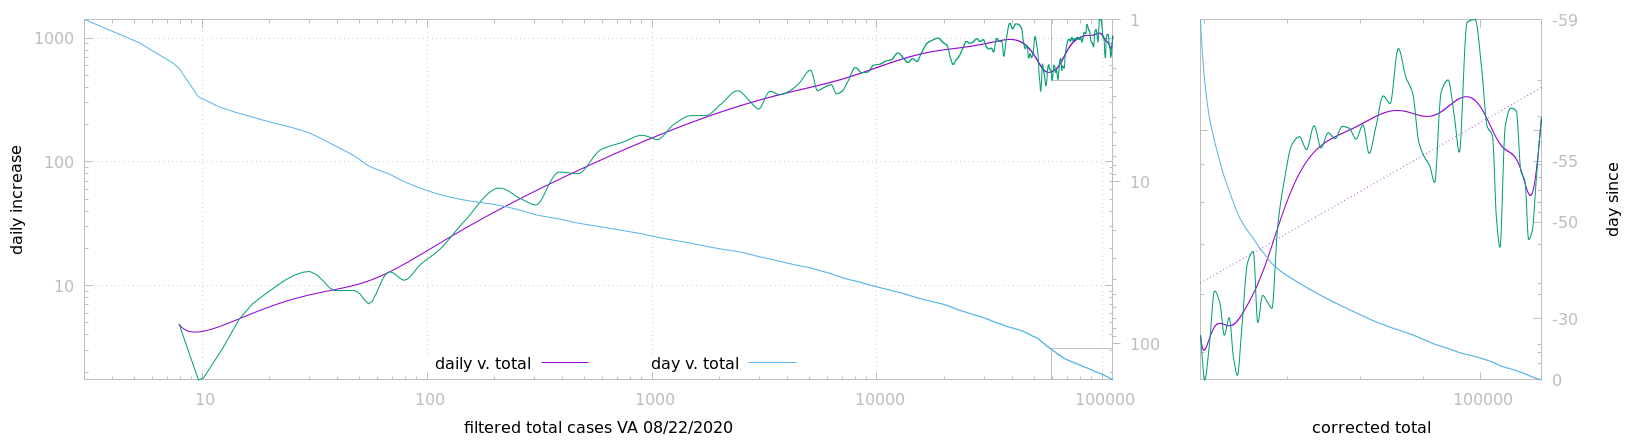 1000
100
10
daily increase
1
10
100
daily v. total
day v. total
10
100
1000
10000
100000
filtered total cases VA 08/22/2020
-59
-55
-50
-30
0
day since
100000
corrected total